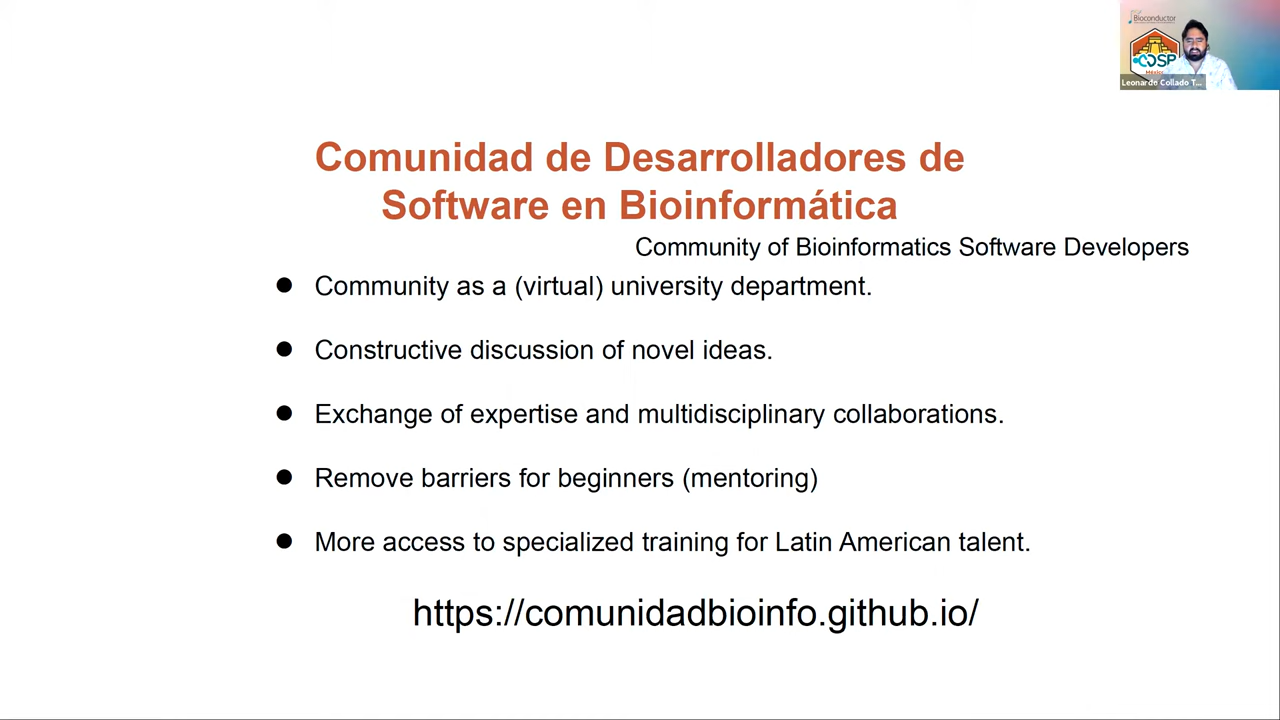 Bioconductor
CDSB
México
Leonardo Collado T...
Comunidad de Desarrolladores de
Software en Bioinformática
Community of Bioinformatics Software Developers
● Community as a (virtual) university department.
● Constructive discussion of novel ideas.
● Exchange of expertise and multidisciplinary collaborations.
● Remove barriers for beginners (mentoring)
● More access to specialized training for Latin American talent.
https://comunidadbioinfo.github.io/